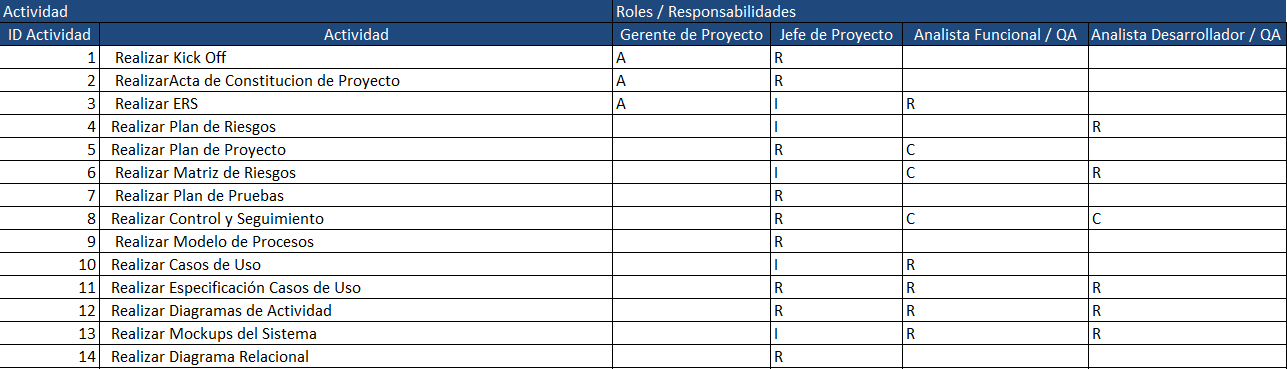 Actividad Roles / Responsabilidades
ID Actividad Actividad Gerente de Proyecto Jefe de Proyecto Analista Funcional / QA Analista Desarrollador / QA
1 Realizar Kick Off A R
2 RealizarActa de Constitucion de Proyecto A R
3 Realizar ERS A I R
4 Realizar Plan de Riesgos I R
5 Realizar Plan de Proyecto R C
6 Realizar Matriz de Riesgos I C R
7 Realizar Plan de Pruebas R
8 Realizar Control y Seguimiento R C C
9 Realizar Modelo de Procesos R
10 Realizar Casos de Uso I R
11 Realizar Especificación Casos de Uso R R R
12 Realizar Diagramas de Actividad R R R
13 Realizar Mockups del Sistema I R R
14 Realizar Diagrama Relacional R